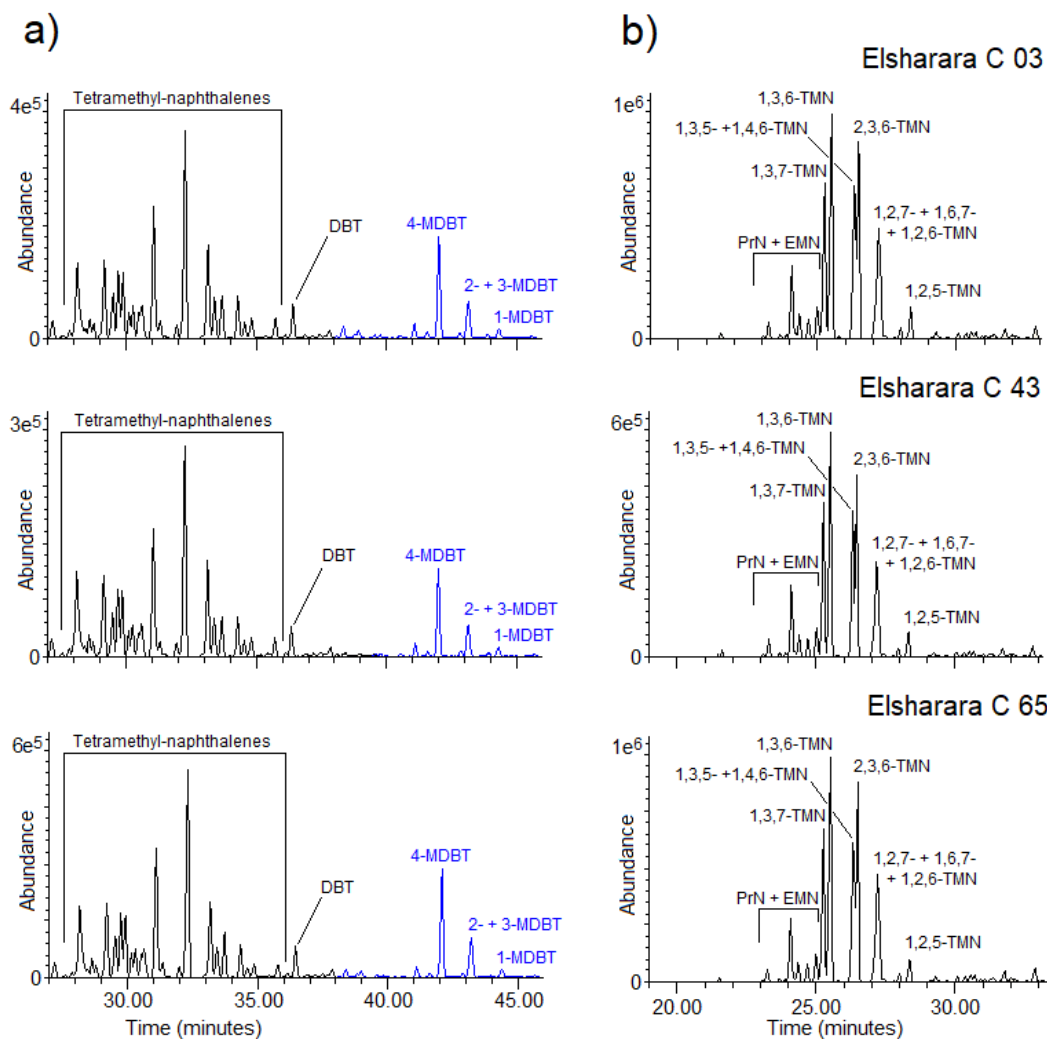 a)
b)
Elsharara C 03
4e⁵
Tetramethyl-naphthalenes
DBT
4-MDBT
2- + 3-MDBT
1-MDBT
Abundance
0
1e⁶
1,3,6-TMN
1,3,5- +1,4,6-TMN
2,3,6-TMN
1,3,7-TMN
1,2,7- + 1,6,7-
+ 1,2,6-TMN
PrN + EMN
1,2,5-TMN
Abundance
0
Elsharara C 43
3e⁵
Tetramethyl-naphthalenes
DBT
4-MDBT
2- + 3-MDBT
1-MDBT
Abundance
0
6e⁵
1,3,6-TMN
1,3,5- +1,4,6-TMN
2,3,6-TMN
1,3,7-TMN
1,2,7- + 1,6,7-
+ 1,2,6-TMN
PrN + EMN
1,2,5-TMN
Abundance
0
Elsharara C 65
6e⁵
Tetramethyl-naphthalenes
DBT
4-MDBT
2- + 3-MDBT
1-MDBT
Abundance
0
30.00 35.00 40.00 45.00
Time (minutes)
1e⁶
1,3,6-TMN
1,3,5- +1,4,6-TMN
2,3,6-TMN
1,3,7-TMN
1,2,7- + 1,6,7-
+ 1,2,6-TMN
PrN + EMN
1,2,5-TMN
Abundance
0
20.00 25.00 30.00
Time (minutes)